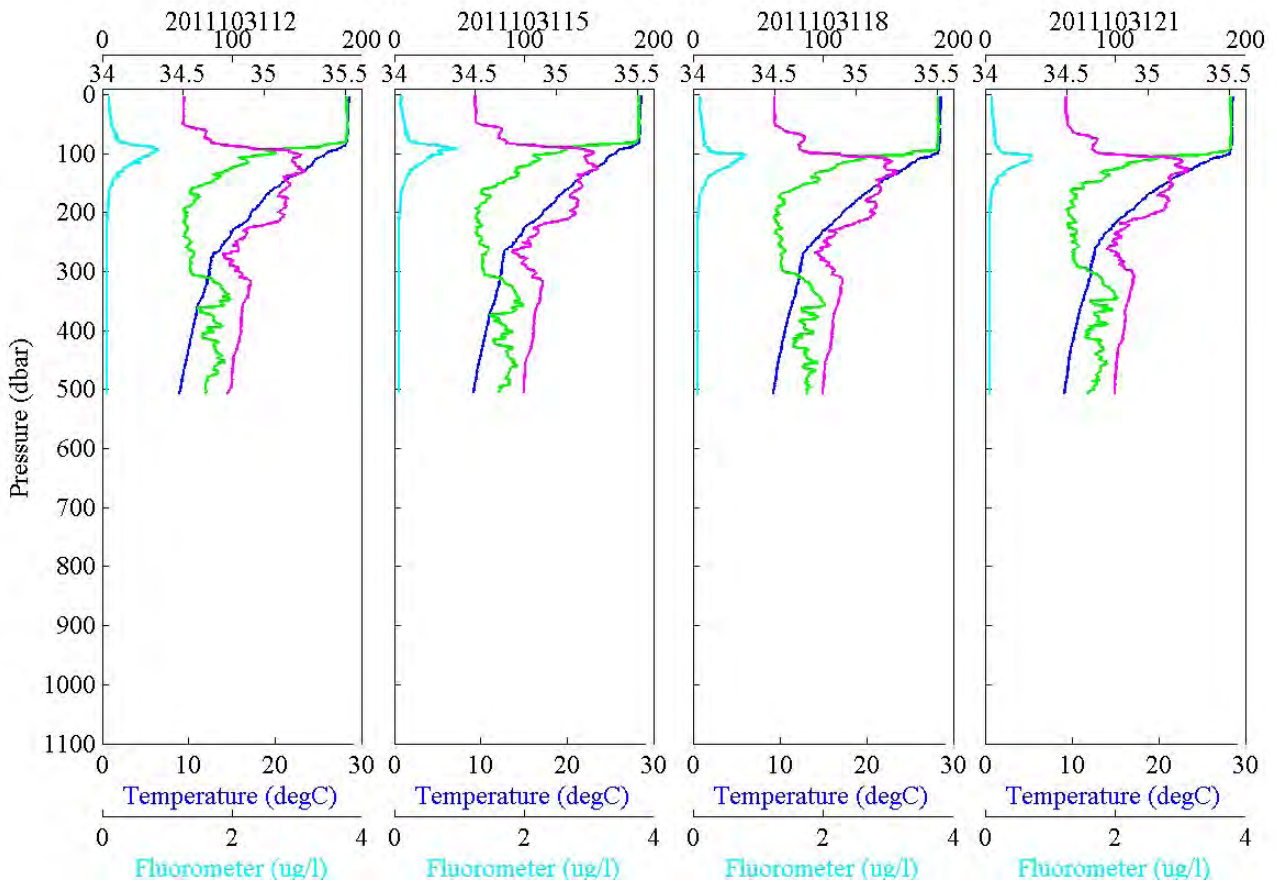 2011103112 2011103115 2011103118 2011103121
0 100 200 0 100 200 0 100 200 0 100 200
34 34.5 35 35.5 34 34.5 35 35.5 34 34.5 35 35.5 34 34.5 35 35.5
0
100
200
300
400
500
600
700
800
900
1000
1100
Pressure (dbar)
0 10 20 30 0 10 20 30 0 10 20 30 0 10 20 30
Temperature (degC) Temperature (degC) Temperature (degC) Temperature (degC)
0 2 4 0 2 4 0 2 4 0 2 4
Fluorometer (ug/l) Fluorometer (ug/l) Fluorometer (ug/l) Fluorometer (ug/l)